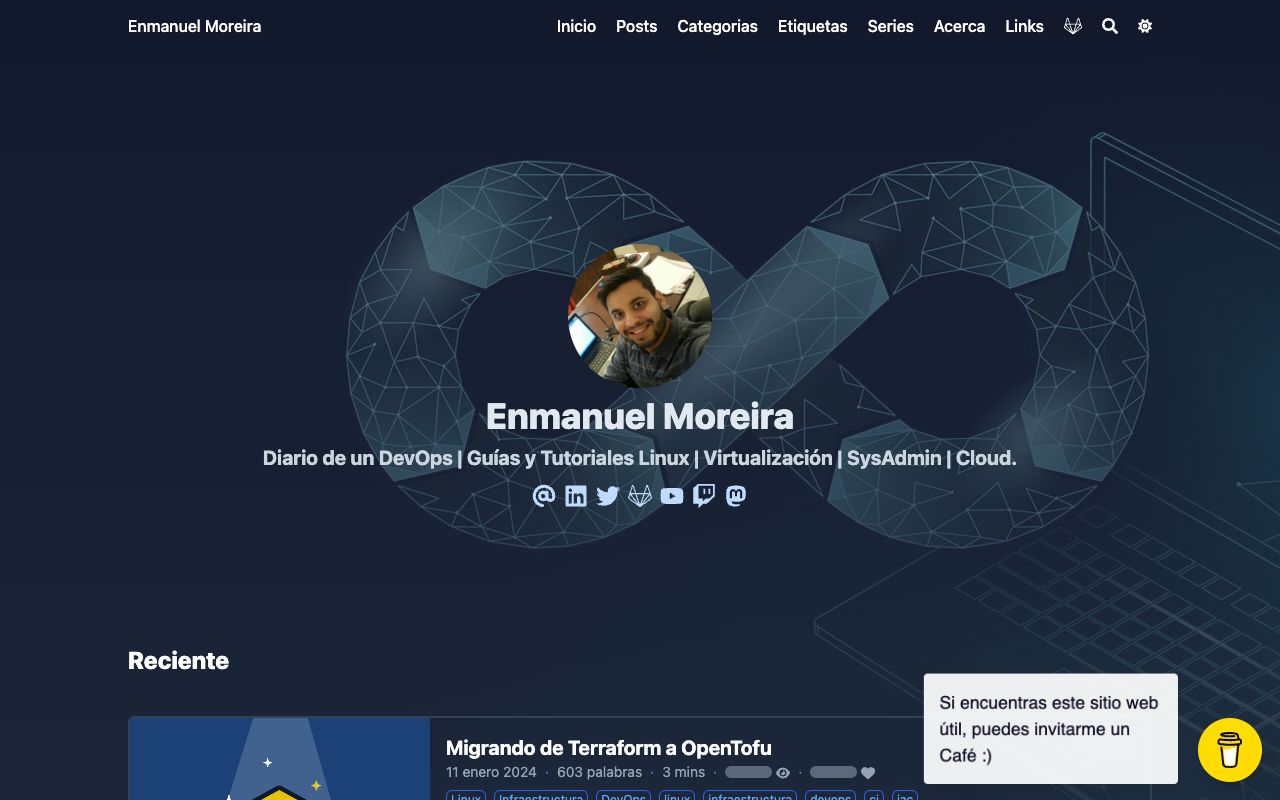 Enmanuel Moreira
Inicio Posts Categorias Etiquetas Series Acerca Links
Enmanuel Moreira
Diario de un DevOps | Guías y Tutoriales Linux | Virtualización | SysAdmin | Cloud.
Reciente
Si encuentras este sitio web
útil, puedes invitarme un
Café :)
Migrando de Terraform a OpenTofu
11 enero 2024 · 603 palabras · 3 mins · ·
Linux Infraestructura DevOps linux infraestructura devops ci iac